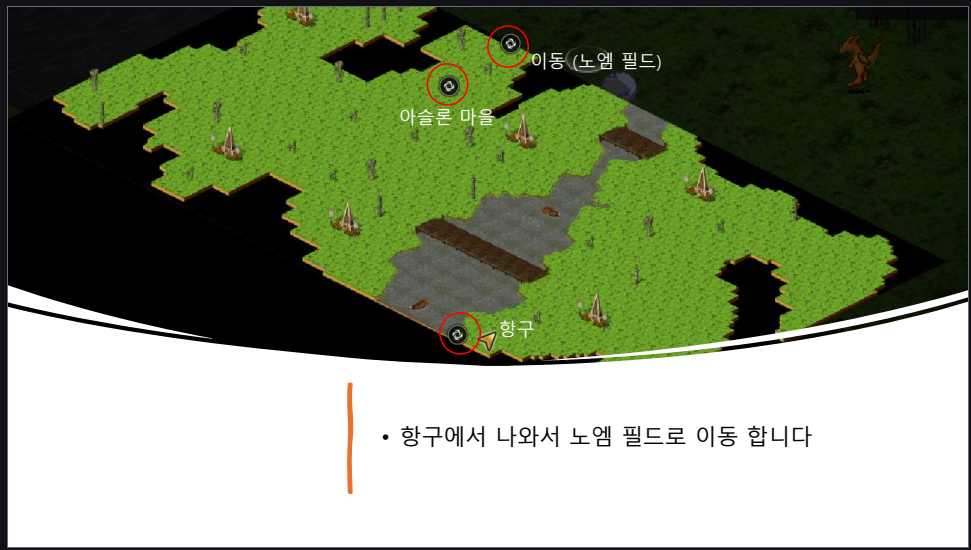 이동 (노엠 필드)
아슬론 마을
항구
• 항구에서 나와서 노엠 필드로 이동 합니다